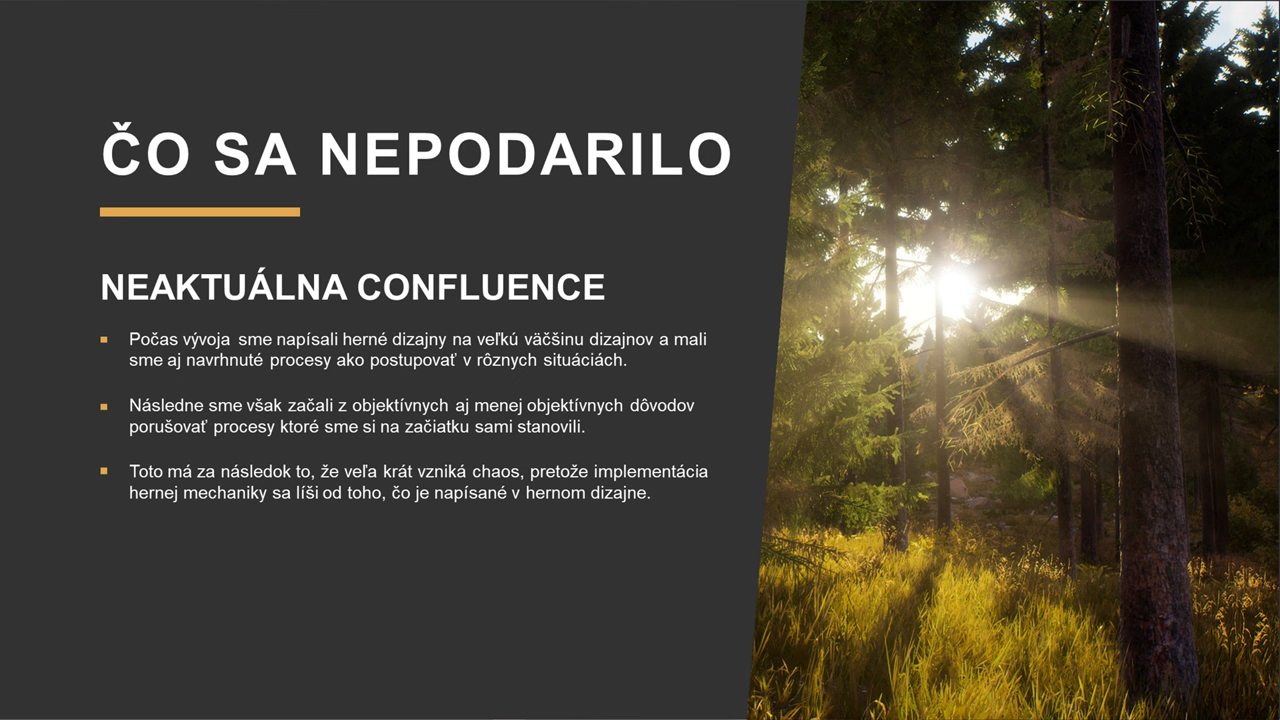 ČO SA NEPODARILO
NEAKTUÁLNA CONFLUENCE
Počas vývoja sme napísali herné dizajny na veľkú väčšinu dizajnov a mali
sme aj navrhnuté procesy ako postupovať v rôznych situáciách.
Následne sme však začali z objektívnych aj menej objektívnych dôvodov
porušovať procesy ktoré sme si na začiatku sami stanovili.
Toto má za následok to, že veľa krát vzniká chaos, pretože implementácia
hernej mechaniky sa líši od toho, čo je napísané v hernom dizajne.